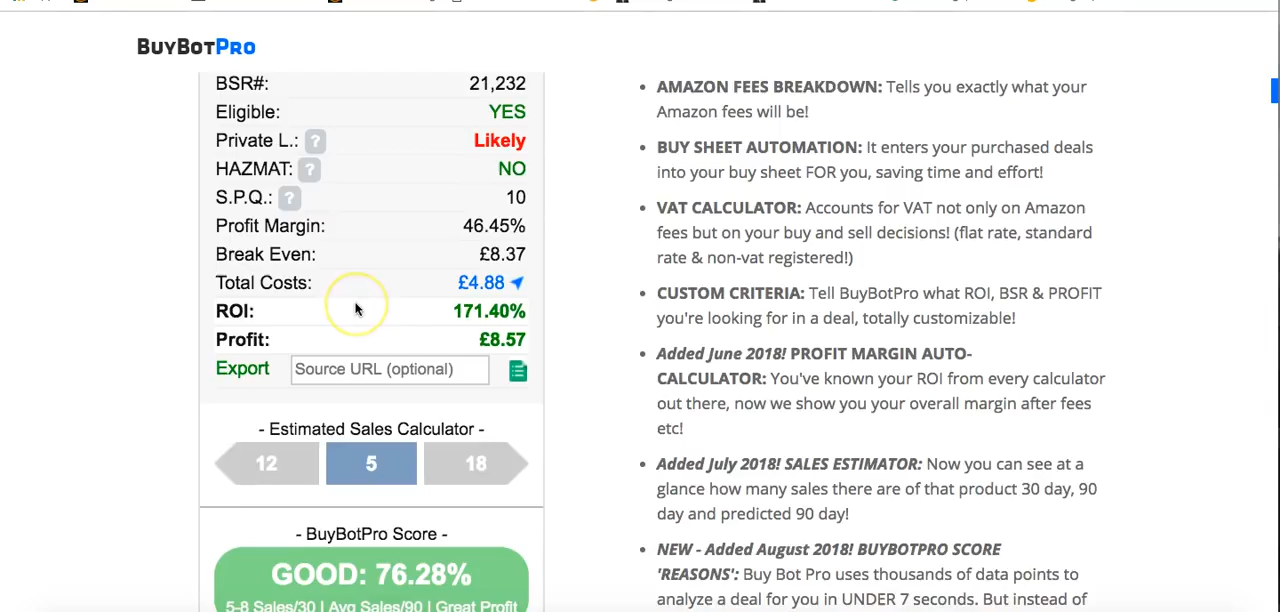 BUYBOTPRO
BSR#: 21,232
Eligible: YES
Private L.: ? Likely
HAZMAT: ? NO
S.P.Q.: ? 10
Profit Margin: 46.45%
Break Even: £8.37
Total Costs: £4.88
ROI: 171.40%
Profit: £8.57
Export Source URL (optional)
- Estimated Sales Calculator -
12 5 18
- BuyBotPro Score -
GOOD: 76.28%
5-8 Sales/30 | Avg Sales/90 | Great Profit
• AMAZON FEES BREAKDOWN: Tells you exactly what your
Amazon fees will be!
• BUY SHEET AUTOMATION: It enters your purchased deals
into your buy sheet FOR you, saving time and effort!
• VAT CALCULATOR: Accounts for VAT not only on Amazon
fees but on your buy and sell decisions! (flat rate, standard
rate & non-vat registered!)
• CUSTOM CRITERIA: Tell BuyBotPro what ROI, BSR & PROFIT
you're looking for in a deal, totally customizable!
• Added June 2018! PROFIT MARGIN AUTO-
CALCULATOR: You've known your ROI from every calculator
out there, now we show you your overall margin after fees
etc!
• Added July 2018! SALES ESTIMATOR: Now you can see at a
glance how many sales there are of that product 30 day, 90
day and predicted 90 day!
• NEW - Added August 2018! BUYBOTPRO SCORE
'REASONS': Buy Bot Pro uses thousands of data points to
analyze a deal for you in UNDER 7 seconds. But instead of